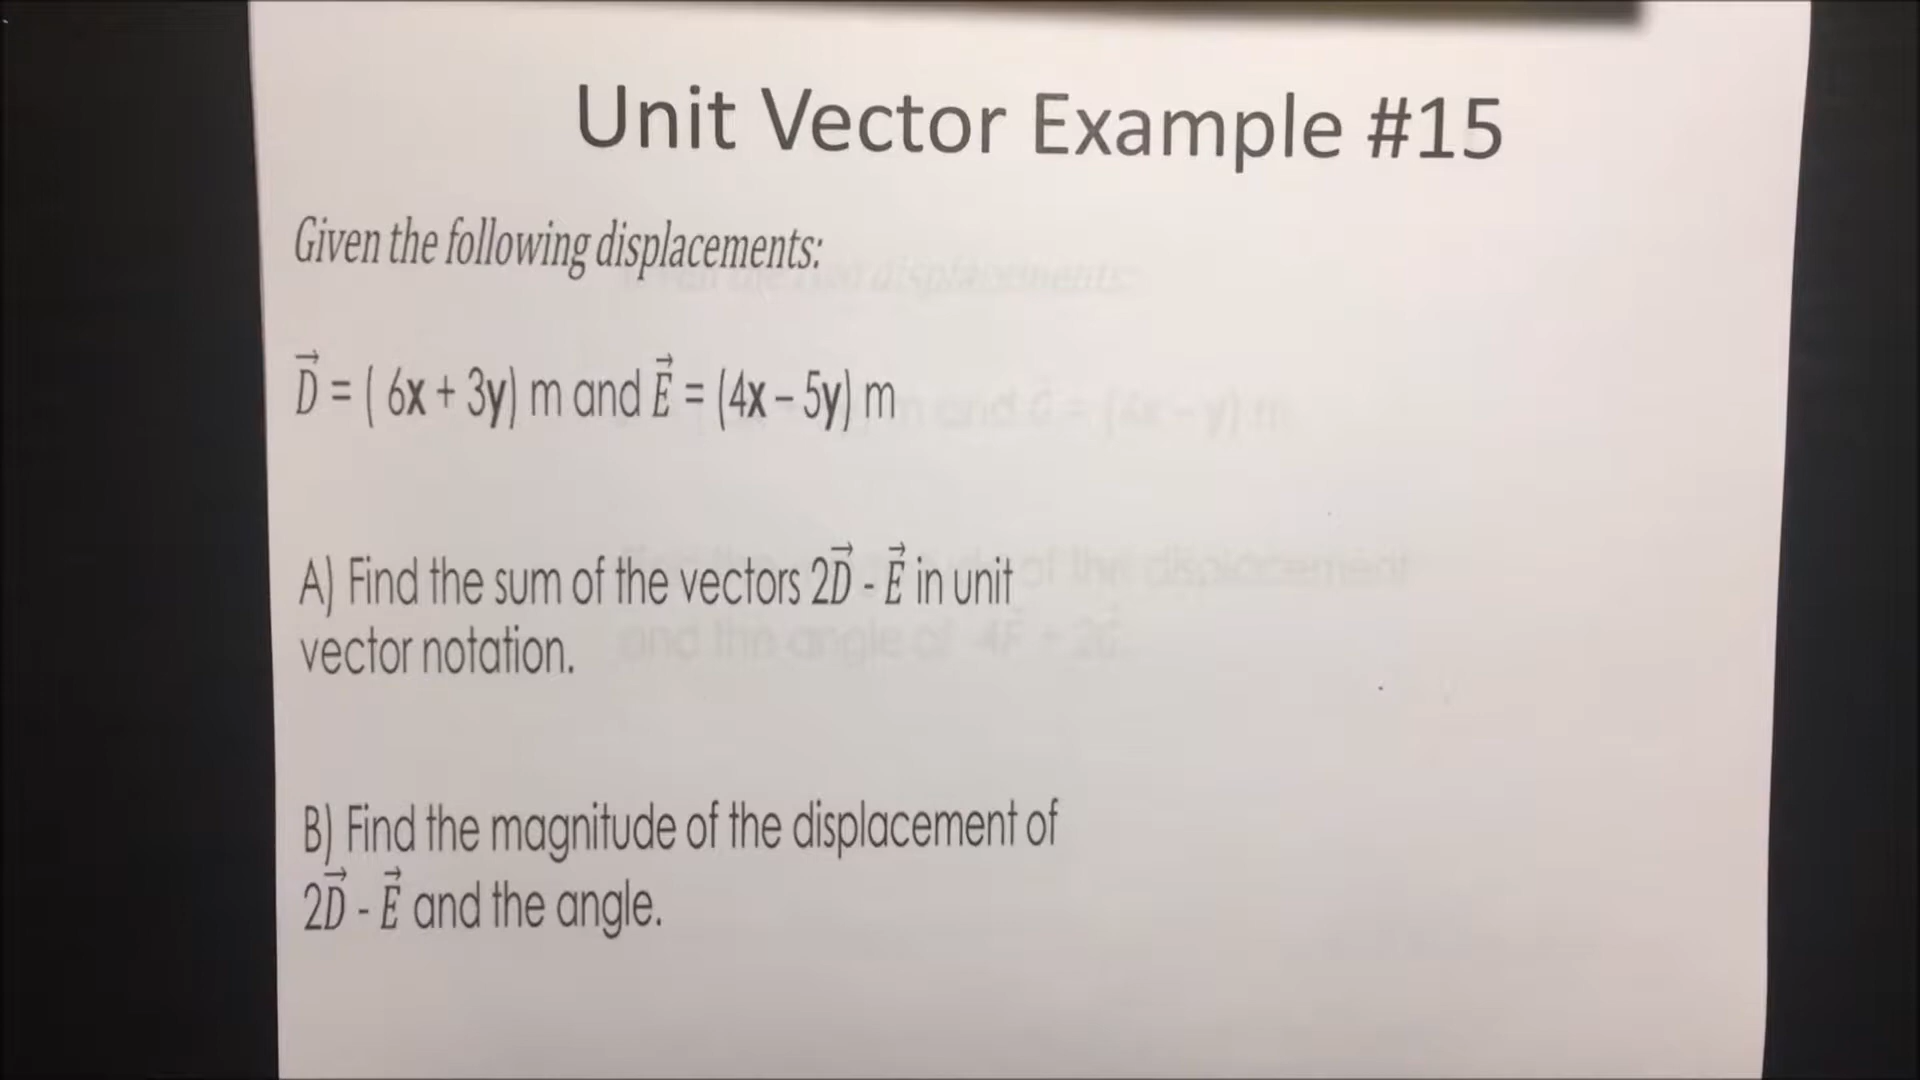 Unit Vector Example #15
Given the following displacements:
D⃗ = ( 6x + 3y) m and E⃗ = (4x – 5y) m
A) Find the sum of the vectors 2D⃗ - E⃗ in unit
vector notation.
B) Find the magnitude of the displacement of
2D⃗ - E⃗ and the angle.